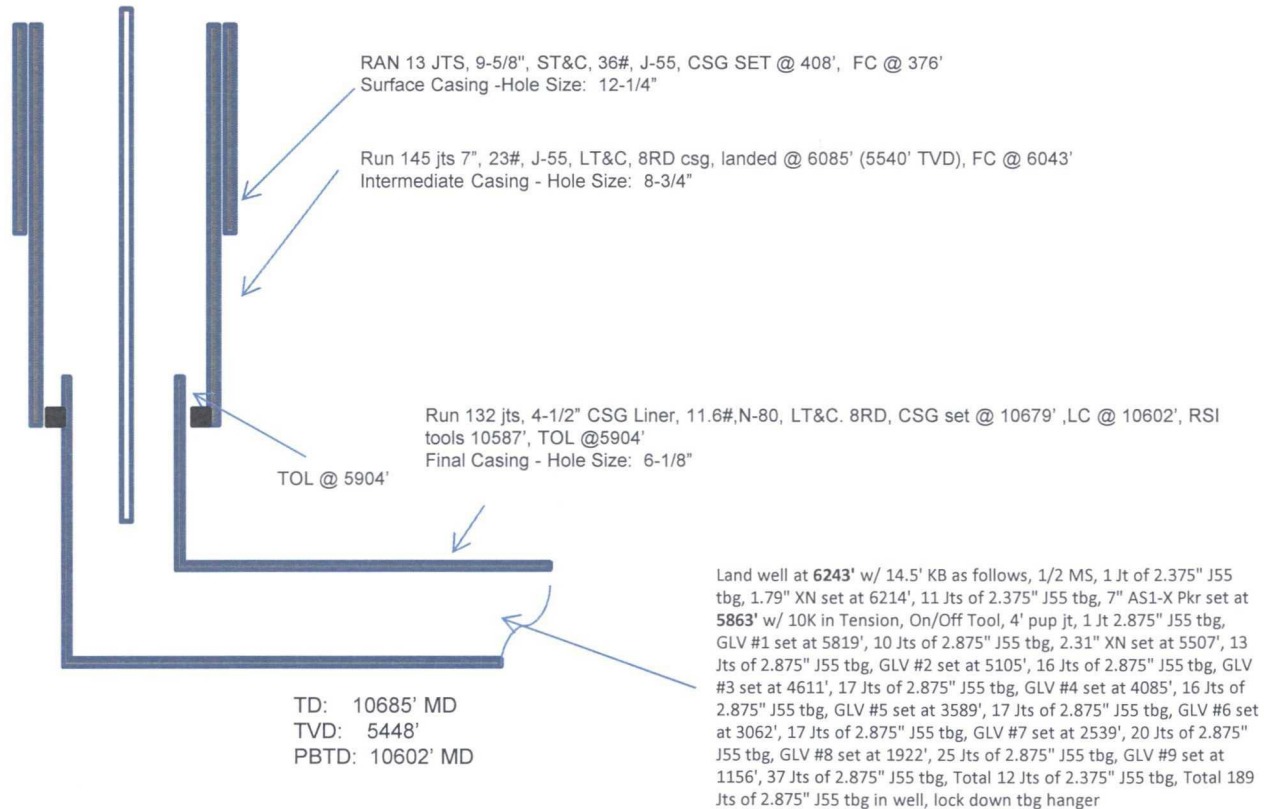 RAN 13 JTS, 9-5/8", ST&C, 36#, J-55, CSG SET @ 408', FC @ 376'
Surface Casing -Hole Size: 12-1/4"
Run 145 jts 7", 23#, J-55, LT&C, 8RD csg, landed @ 6085' (5540' TVD), FC @ 6043'
Intermediate Casing - Hole Size: 8-3/4"
Run 132 jts, 4-1/2" CSG Liner, 11.6#,N-80, LT&C. 8RD, CSG set @ 10679' ,LC @ 10602', RSI
tools 10587', TOL @5904'
Final Casing - Hole Size: 6-1/8"
TOL @ 5904'
Land well at 6243' w/ 14.5' KB as follows, 1/2 MS, 1 Jt of 2.375" J55
tbg, 1.79" XN set at 6214', 11 Jts of 2.375" J55 tbg, 7" AS1-X Pkr set at
5863' w/ 10K in Tension, On/Off Tool, 4' pup jt, 1 Jt 2.875" J55 tbg,
GLV #1 set at 5819', 10 Jts of 2.875" J55 tbg, 2.31" XN set at 5507', 13
Jts of 2.875" J55 tbg, GLV #2 set at 5105', 16 Jts of 2.875" J55 tbg, GLV
#3 set at 4611', 17 Jts of 2.875" J55 tbg, GLV #4 set at 4085', 16 Jts of
2.875" J55 tbg, GLV #5 set at 3589', 17 Jts of 2.875" J55 tbg, GLV #6 set
at 3062', 17 Jts of 2.875" J55 tbg, GLV #7 set at 2539', 20 Jts of 2.875"
J55 tbg, GLV #8 set at 1922', 25 Jts of 2.875" J55 tbg, GLV #9 set at
1156', 37 Jts of 2.875" J55 tbg, Total 12 Jts of 2.375" J55 tbg, Total 189
Jts of 2.875" J55 tbg in well, lock down tbg hanger
TD: 10685' MD
TVD: 5448'
PBTD: 10602' MD